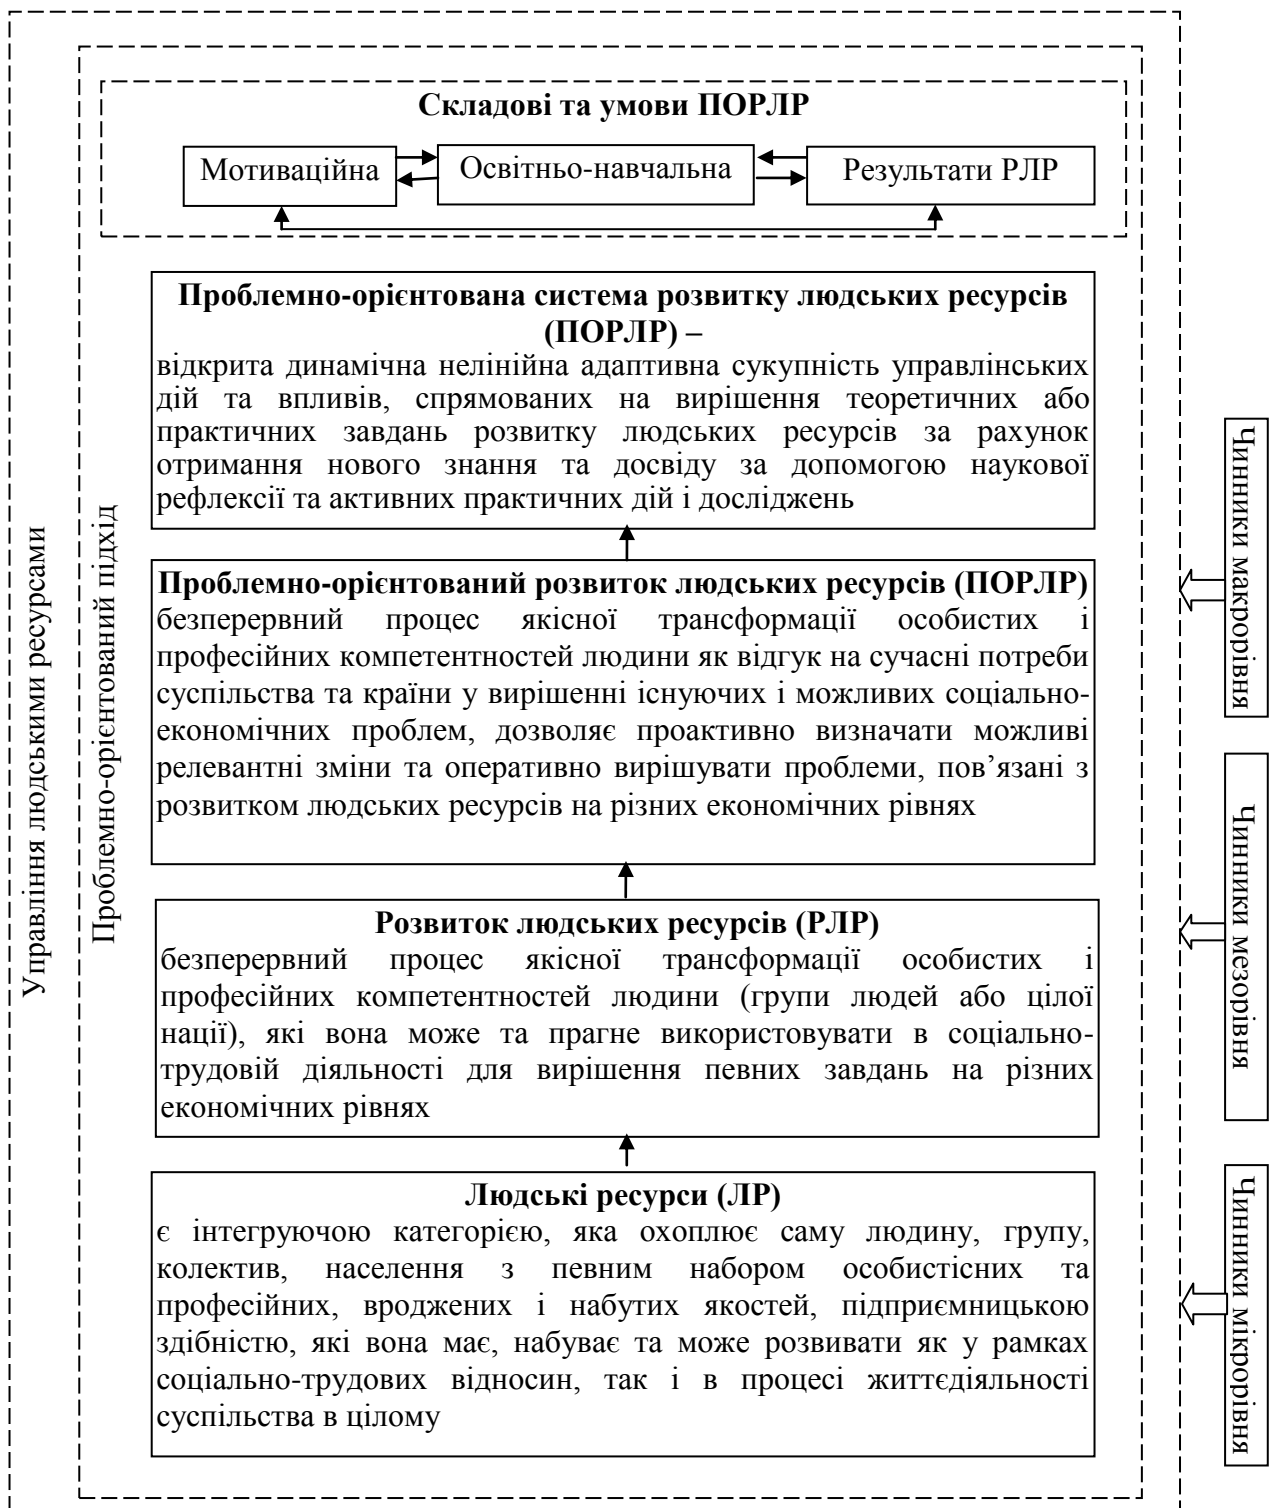 Управління людськими ресурсами
Проблемно-орієнтований підхід
Складові та умови ПОРЛР
Мотиваційна
Освітньо-навчальна
Результати РЛР
Проблемно-орієнтована система розвитку людських ресурсів
(ПОРЛР) –
відкрита динамічна нелінійна адаптивна сукупність управлінських
дій та впливів, спрямованих на вирішення теоретичних або
практичних завдань розвитку людських ресурсів за рахунок
отримання нового знання та досвіду за допомогою наукової
рефлексії та активних практичних дій і досліджень
Проблемно-орієнтований розвиток людських ресурсів (ПОРЛР)
безперервний процес якісної трансформації особистих і
професійних компетентностей людини як відгук на сучасні потреби
суспільства та країни у вирішенні існуючих і можливих соціально-
економічних проблем, дозволяє проактивно визначати можливі
релевантні зміни та оперативно вирішувати проблеми, пов’язані з
розвитком людських ресурсів на різних економічних рівнях
Розвиток людських ресурсів (РЛР)
безперервний процес якісної трансформації особистих і
професійних компетентностей людини (групи людей або цілої
нації), які вона може та прагне використовувати в соціально-
трудовій діяльності для вирішення певних завдань на різних
економічних рівнях
Людські ресурси (ЛР)
є інтегруючою категорією, яка охоплює саму людину, групу,
колектив, населення з певним набором особистісних та
професійних, вроджених і набутих якостей, підприємницькою
здібністю, які вона має, набуває та може розвивати як у рамках
соціально-трудових відносин, так і в процесі життєдіяльності
суспільства в цілому
Чинники макрорівня
Чинники мезорівня
Чинники мікрорівня